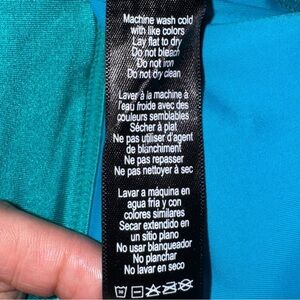 Machine wash cold
with like colors
Lay flat to dry
Do not bleach
Do not iron
Do not dry clean
Laver à la machine à
l'eau froide avec des
couleurs semblables
Sécher à plat
Ne pas utiliser d'agent
de blanchiment
Ne pas repasser
Ne pas nettoyer à sec
Lavar a máquina en
agua fría y con
colores similares
Secar extendido en
un sitio plano
No usar blanqueador
No planchar
No lavar en seco